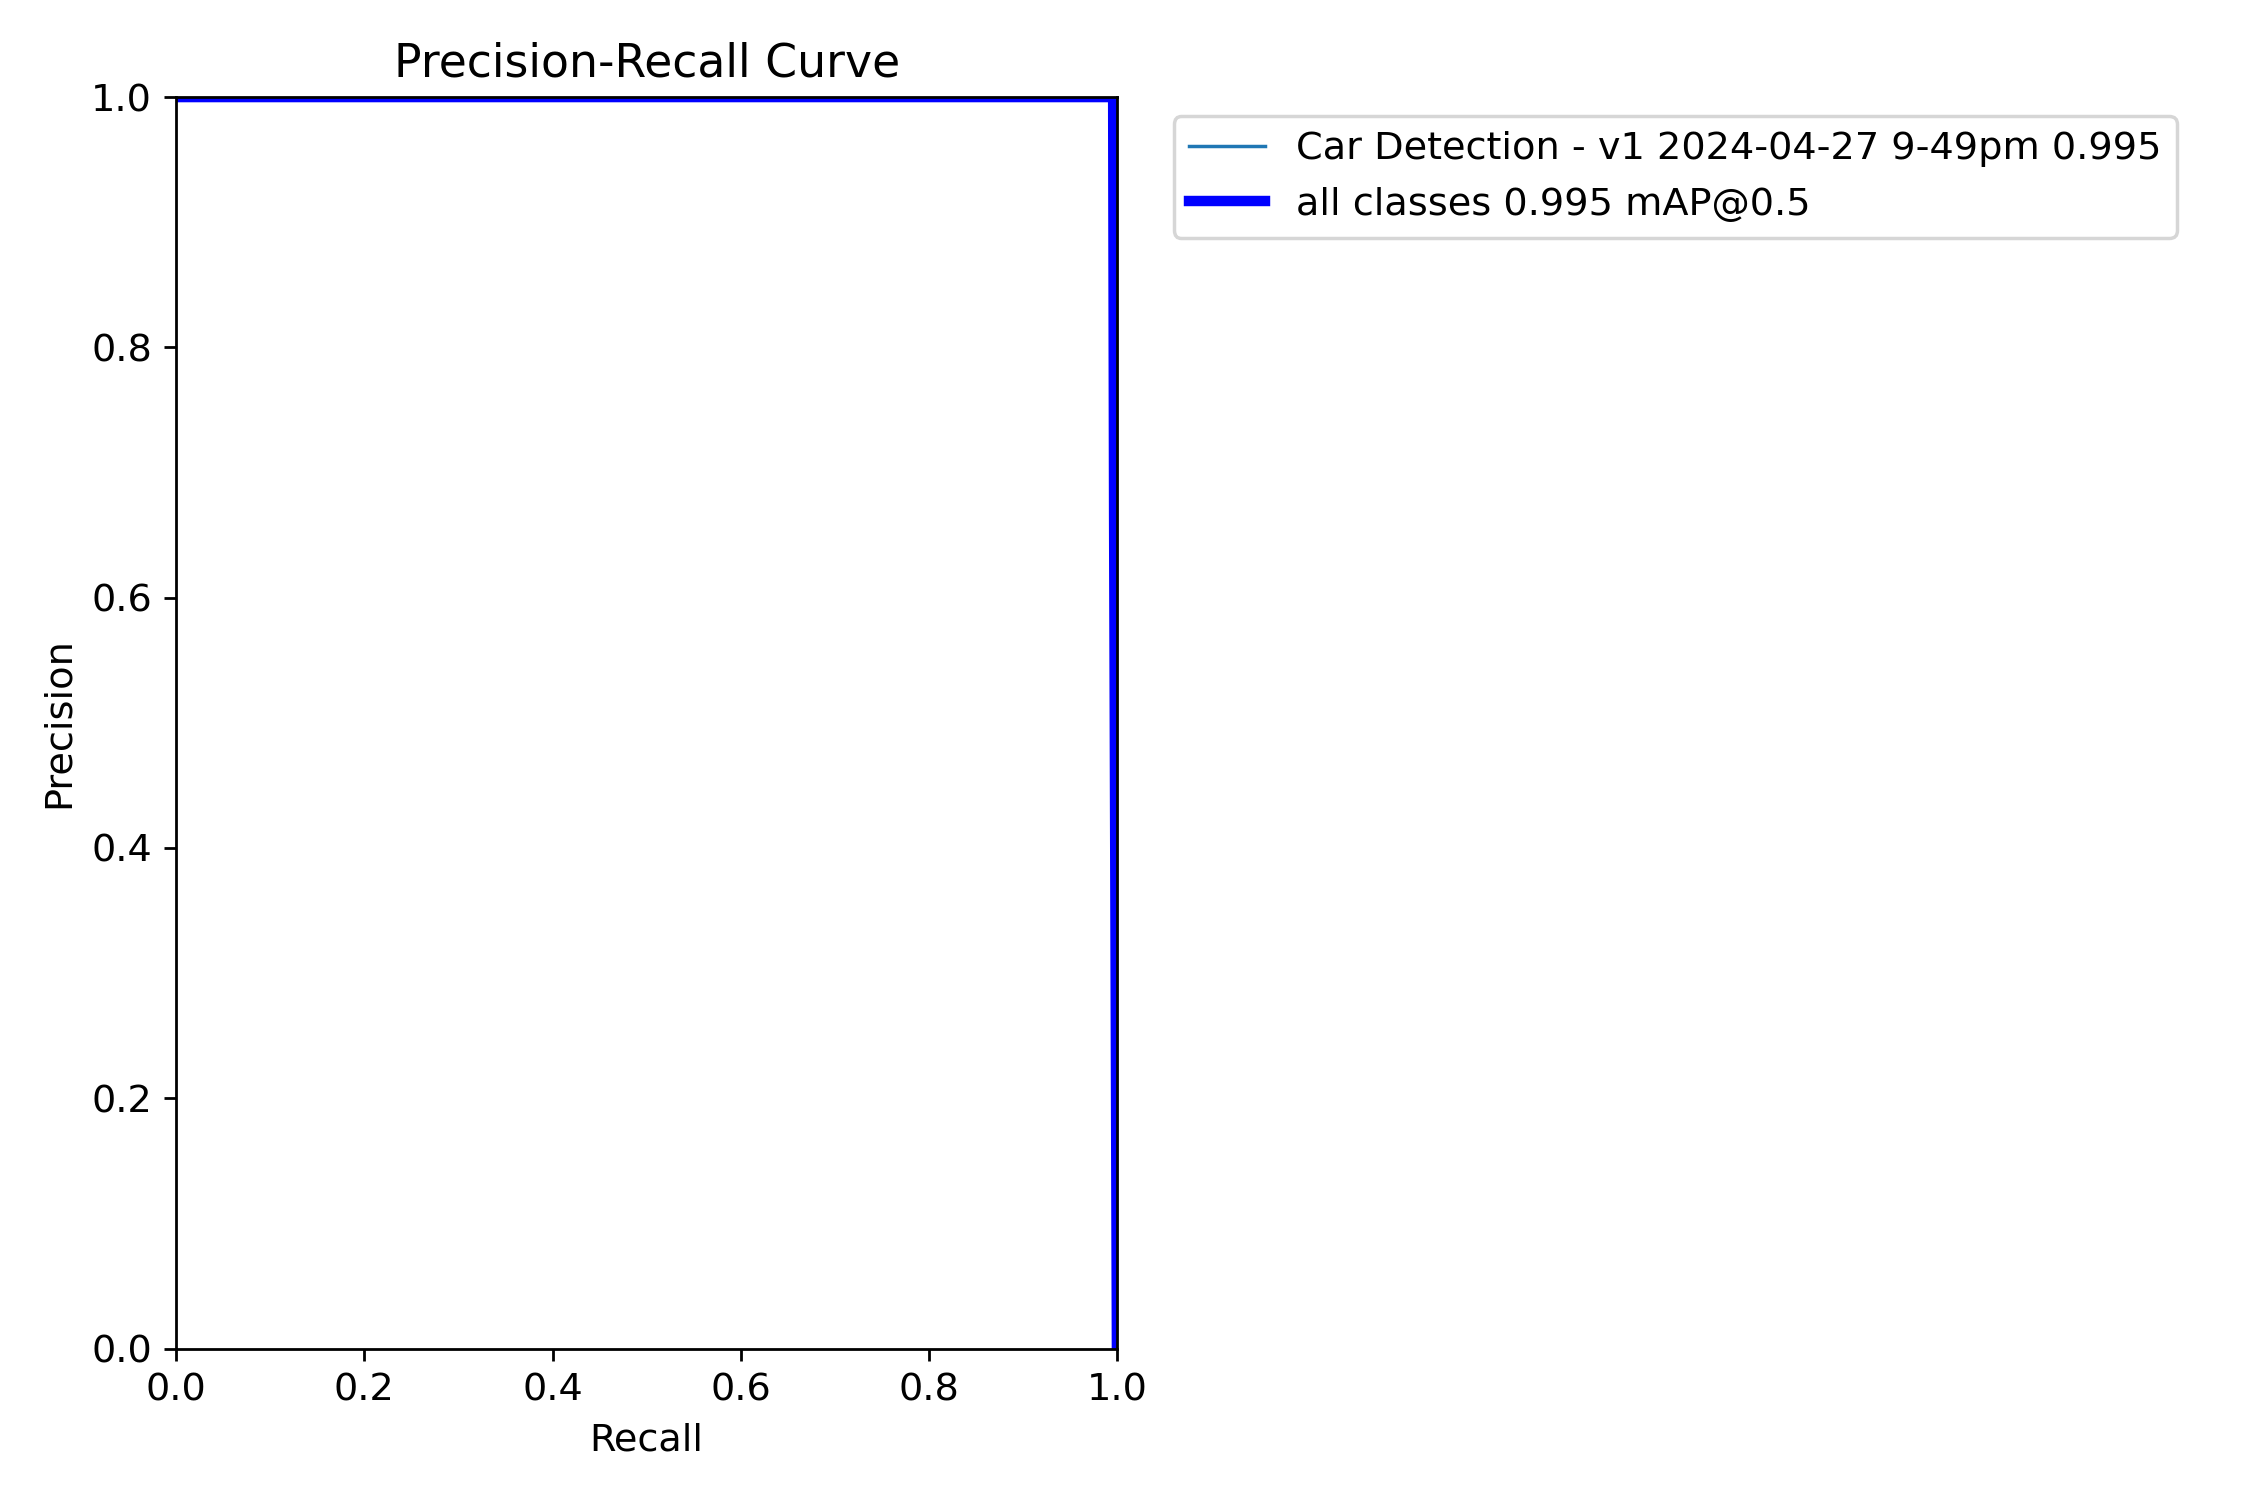 Precision-Recall Curve
Car Detection - v1 2024-04-27 9-49pm 0.995
all classes 0.995 mAP@0.5
Precision
1.0
0.8
0.6
0.4
0.2
0.0
0.0 0.2 0.4 0.6 0.8 1.0
Recall